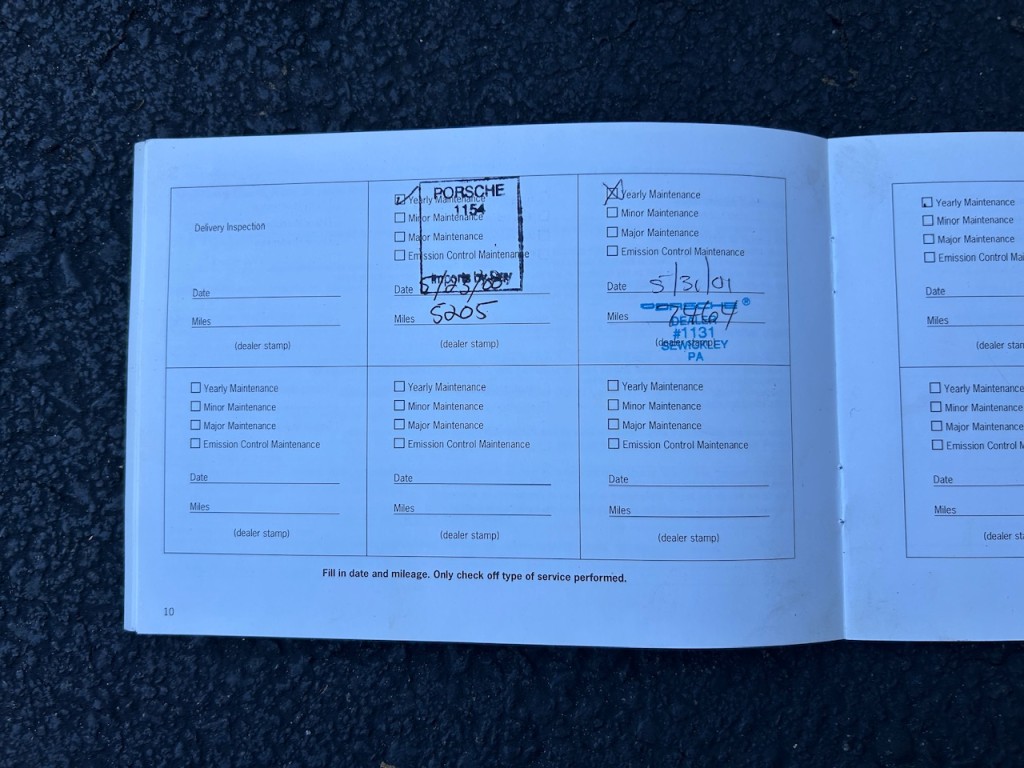 Delivery Inspection
Date
Miles
(dealer stamp)
PORSCHE
1154
Yearly Maintenance
Minor Maintenance
Major Maintenance
Emission Control Maintenance
Date
Miles 5205
(dealer stamp)
Yearly Maintenance
Minor Maintenance
Major Maintenance
Emission Control Maintenance
Date 5/31/01
Miles
PORSCHE ®
DEALER
#1131
(dealer stamp)
SEWICKLEY
PA
Yearly Maintenance
Minor Maintenance
Major Maintenance
Emission Control Maintenance
Date
Miles
(dealer stamp)
Yearly Maintenance
Minor Maintenance
Major Maintenance
Emission Control Maintenance
Date
Miles
(dealer stamp)
Yearly Maintenance
Minor Maintenance
Major Maintenance
Emission Control Maintenance
Date
Miles
(dealer stamp)
Fill in date and mileage. Only check off type of service performed.
10
Yearly Maintenance
Minor Maintenance
Major Maintenance
Emission Control Mai
Date
Miles
(dealer stan
Yearly Maintenance
Minor Maintenance
Major Maintenance
Emission Control M
Date
Miles
(dealer st